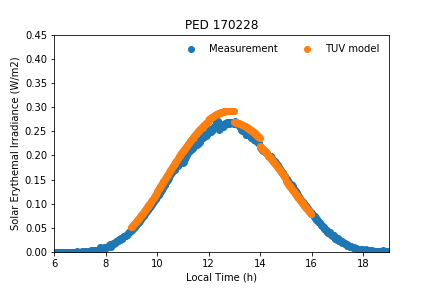 PED 170228
Measurement TUV model
0.45
0.40
0.35
0.30
0.25
0.20
0.15
0.10
0.05
0.00
Solar Erythemal Irradiance (W/m2)
6 8 10 12 14 16 18
Local Time (h)